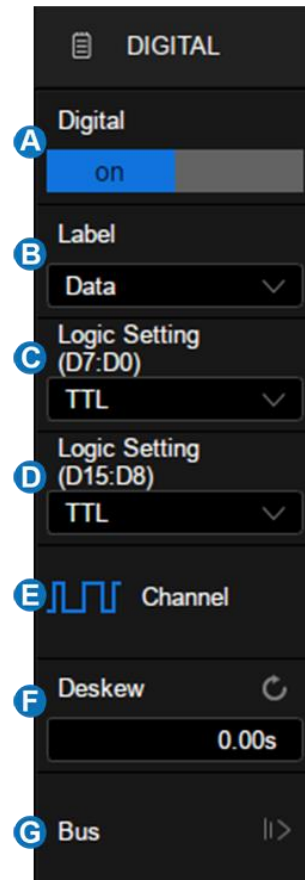 DIGITAL
Digital
A
on
Label
B
Data
Logic Setting
C
(D7:D0)
TTL
Logic Setting
D
(D15:D8)
TTL
E
Channel
Deskew
F
0.00s
G
Bus